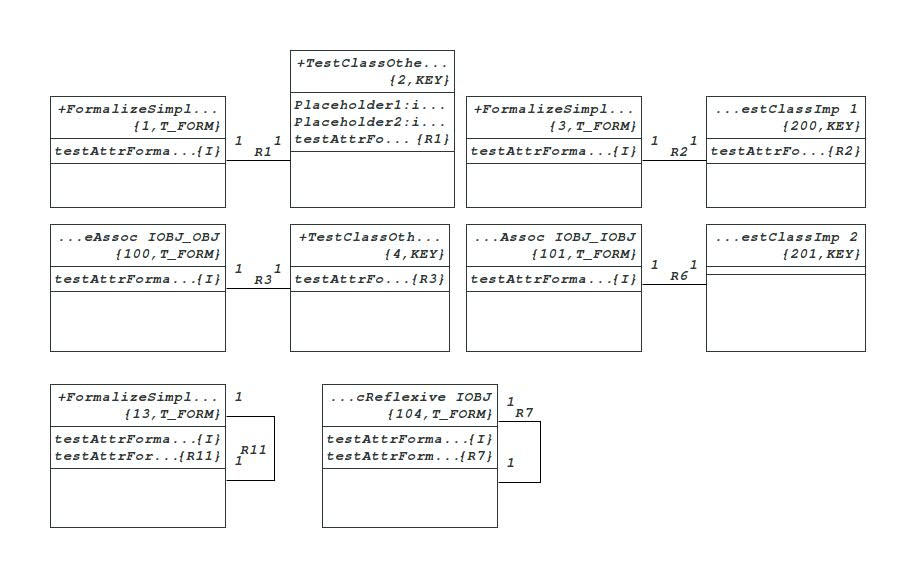 +FormalizeSimpl...
{1,T_FORM}
testAttrForma...{I}
1
1
R1
+TestClassOthe...
{2,KEY}
Placeholder1:i...
Placeholder2:i...
testAttrFo... {R1}
+FormalizeSimpl...
{3,T_FORM}
testAttrForma...{I}
1
1
R2
...estClassImp 1
{200,KEY}
testAttrFo...{R2}
...eAssoc IOBJ_OBJ
{100,T_FORM}
testAttrForma...{I}
1
1
R3
+TestClassOth...
{4,KEY}
testAttrFo...{R3}
...Assoc IOBJ_IOBJ
{101,T_FORM}
testAttrForma...{I}
1
1
R6
...estClassImp 2
{201,KEY}
+FormalizeSimpl...
{13,T_FORM}
testAttrForma...{I}
testAttrFor...{R11}
1
R11
1
...cReflexive IOBJ
{104,T_FORM}
testAttrForma...{I}
testAttrForm...{R7}
1
R7
1